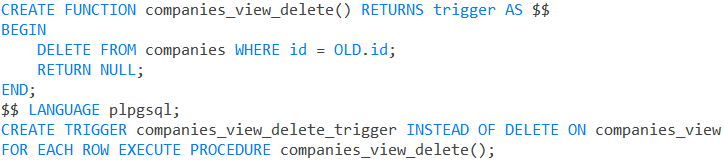 CREATE FUNCTION companies_view_delete() RETURNS trigger AS $$
BEGIN
    DELETE FROM companies WHERE id = OLD.id;
    RETURN NULL;
END;
$$ LANGUAGE plpgsql;
CREATE TRIGGER companies_view_delete_trigger INSTEAD OF DELETE ON companies_view
FOR EACH ROW EXECUTE PROCEDURE companies_view_delete();